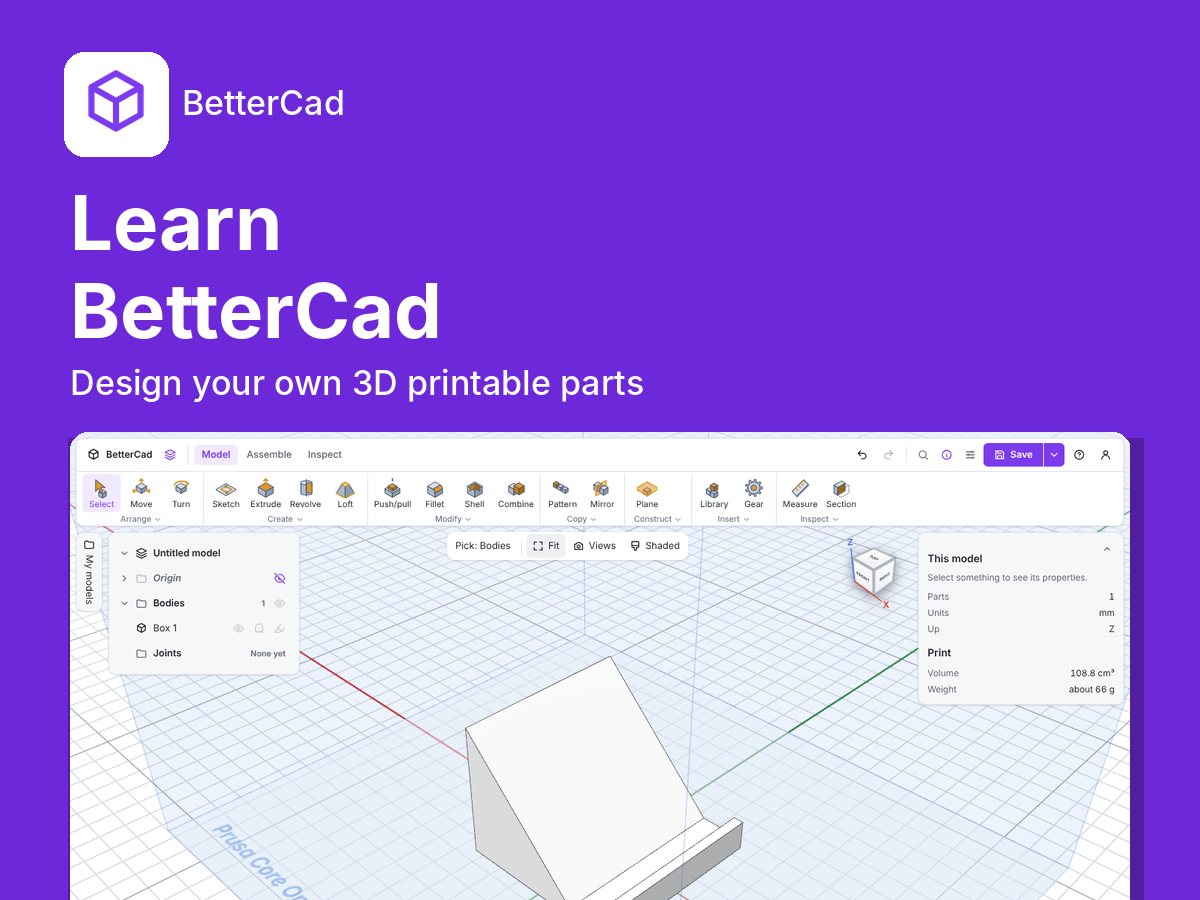 BetterCad
Learn
BetterCad
Design your own 3D printable parts
BetterCad Model Assemble Inspect Save
Select Move Turn Sketch Extrude Revolve Loft Push/pull Fillet Shell Combine Pattern Mirror Plane Library Gear Measure Section
Arrange Create Modify Copy Construct Insert Inspect
My models
Untitled model
Origin
Bodies 1
Box 1
Joints None yet
Pick: Bodies Fit Views Shaded
Z
TOP
FRONT
RIGHT
X
This model
Select something to see its properties.
Parts 1
Units mm
Up Z
Print
Volume 108.8 cm³
Weight about 66 g
Prusa Core